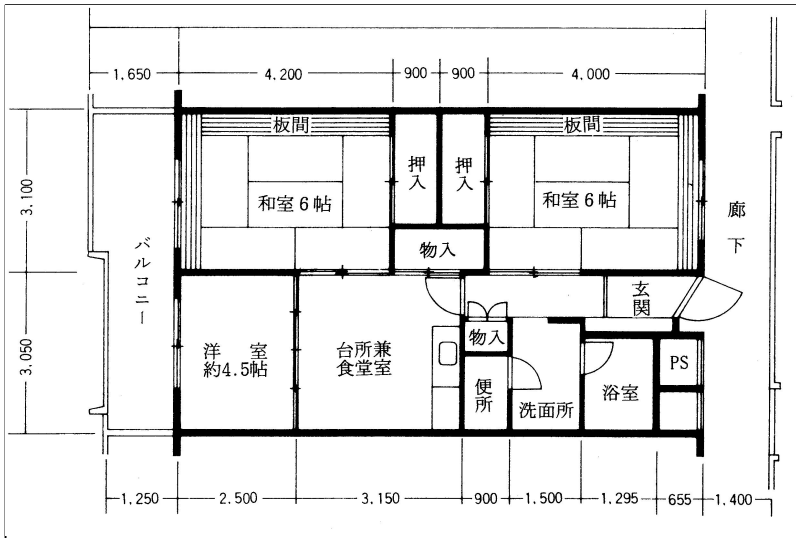 1.650
4.200
900
900
4.000
板間
板間
押入
押入
和室6帖
和室6帖
3,100
バルコニー
物入
廊下
玄関
3,050
洋室
約4.5帖
台所兼
食堂室
物入
便所
洗面所
浴室
PS
1,250
2.500
3.150
900
1,500
1,295
655
1,400